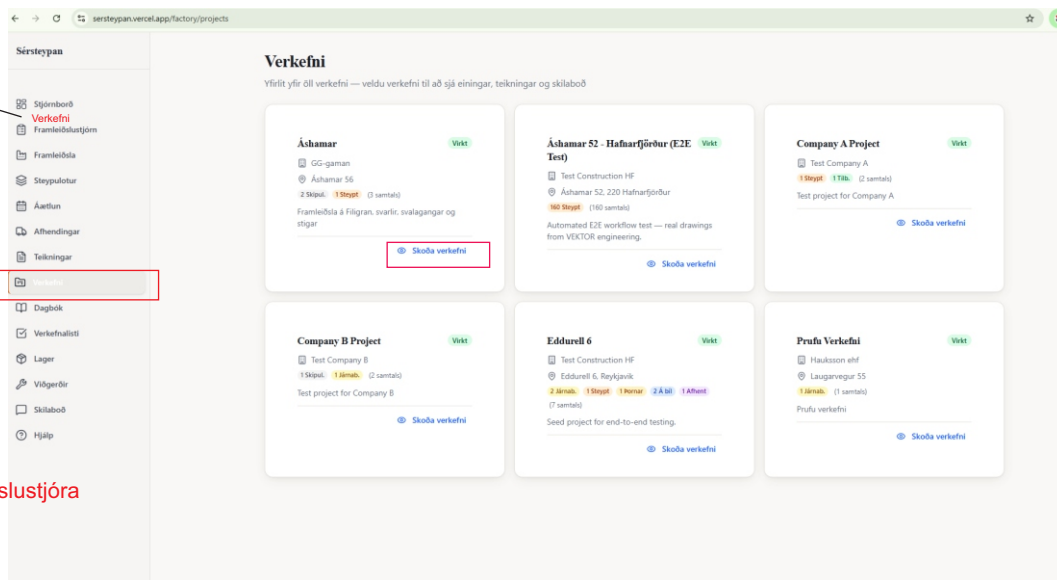 sersteypan.vercel.app/factory/projects
Sérsteypan
Stjórnborð
Verkefni
Framleiðslustjórn
Framleiðsla
Steypulotur
Áætlun
Afhendingar
Teikningar
Verkefni
Dagbók
Verkefnalisti
Lager
Viðgerðir
Skilaboð
Hjálp
slustjóra
Verkefni
Yfirlit yfir öll verkefni — veldu verkefni til að sjá einingar, teikningar og skilaboð
Áshamar Virkt
GG-gaman
Áshamar 56
2 Skipul. 1 Steypt (3 samtals)
Framleiðsla á Filigran, svarlir, svalagangar og
stigar
Skoða verkefni
Áshamar 52 - Hafnarfjörður (E2E Virkt
Test)
Test Construction HF
Áshamar 52, 220 Hafnarfjörður
160 Steypt (160 samtals)
Automated E2E workflow test — real drawings
from VEKTOR engineering.
Skoða verkefni
Company A Project Virkt
Test Company A
1 Steypt 1 Tilb. (2 samtals)
Test project for Company A
Skoða verkefni
Company B Project Virkt
Test Company B
1 Skipul. 1 Járnab. (2 samtals)
Test project for Company B
Skoða verkefni
Eddurell 6 Virkt
Test Construction HF
Eddurell 6, Reykjavik
2 Járnab. 1 Steypt 1 Þornar 2 Á bíl 1 Afhent
(7 samtals)
Seed project for end-to-end testing.
Skoða verkefni
Prufu Verkefni Virkt
Hauksson ehf
Laugarvegur 55
1 Járnab. (1 samtals)
Prufu verkefni
Skoða verkefni